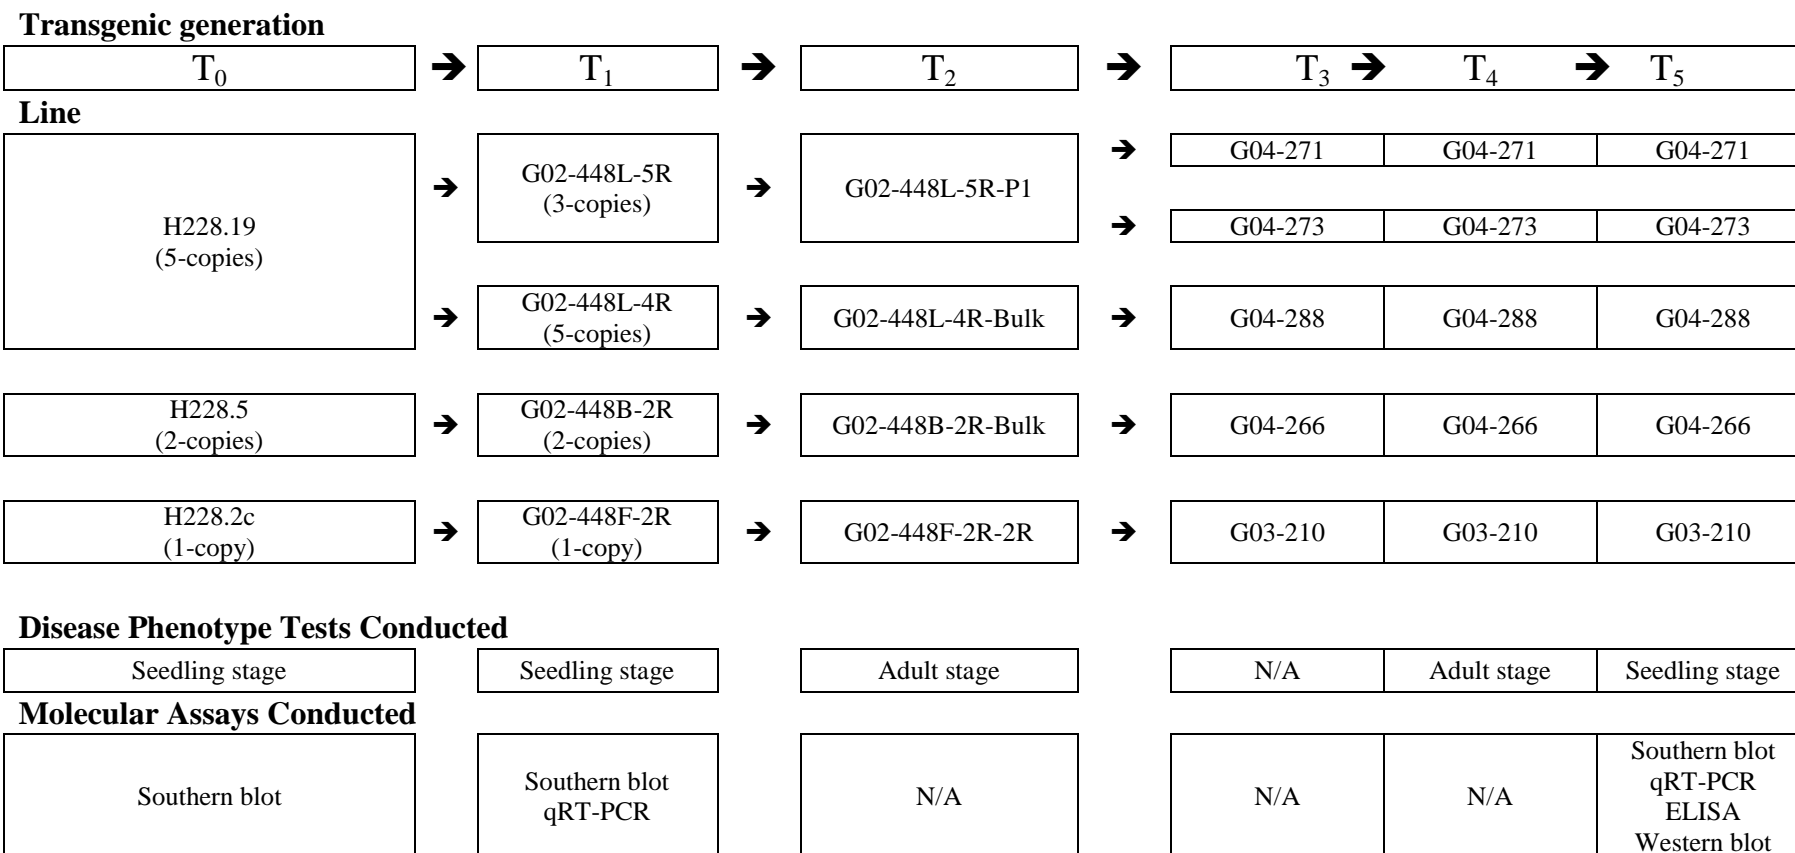 Transgenic generation
T0 ➔ T1 ➔ T2 ➔ T3 ➔ T4 ➔ T5
Line
H228.19
(5-copies)
➔
G02-448L-5R
(3-copies)
➔
G02-448L-5R-P1
➔
G04-271 G04-271 G04-271
➔
G04-273 G04-273 G04-273
➔
G02-448L-4R
(5-copies)
➔
G02-448L-4R-Bulk
➔
G04-288 G04-288 G04-288
H228.5
(2-copies)
➔
G02-448B-2R
(2-copies)
➔
G02-448B-2R-Bulk
➔
G04-266 G04-266 G04-266
H228.2c
(1-copy)
➔
G02-448F-2R
(1-copy)
➔
G02-448F-2R-2R
➔
G03-210 G03-210 G03-210
Disease Phenotype Tests Conducted
Seedling stage Seedling stage Adult stage N/A Adult stage Seedling stage
Molecular Assays Conducted
Southern blot
Southern blot
qRT-PCR
N/A
N/A
N/A
Southern blot
qRT-PCR
ELISA
Western blot